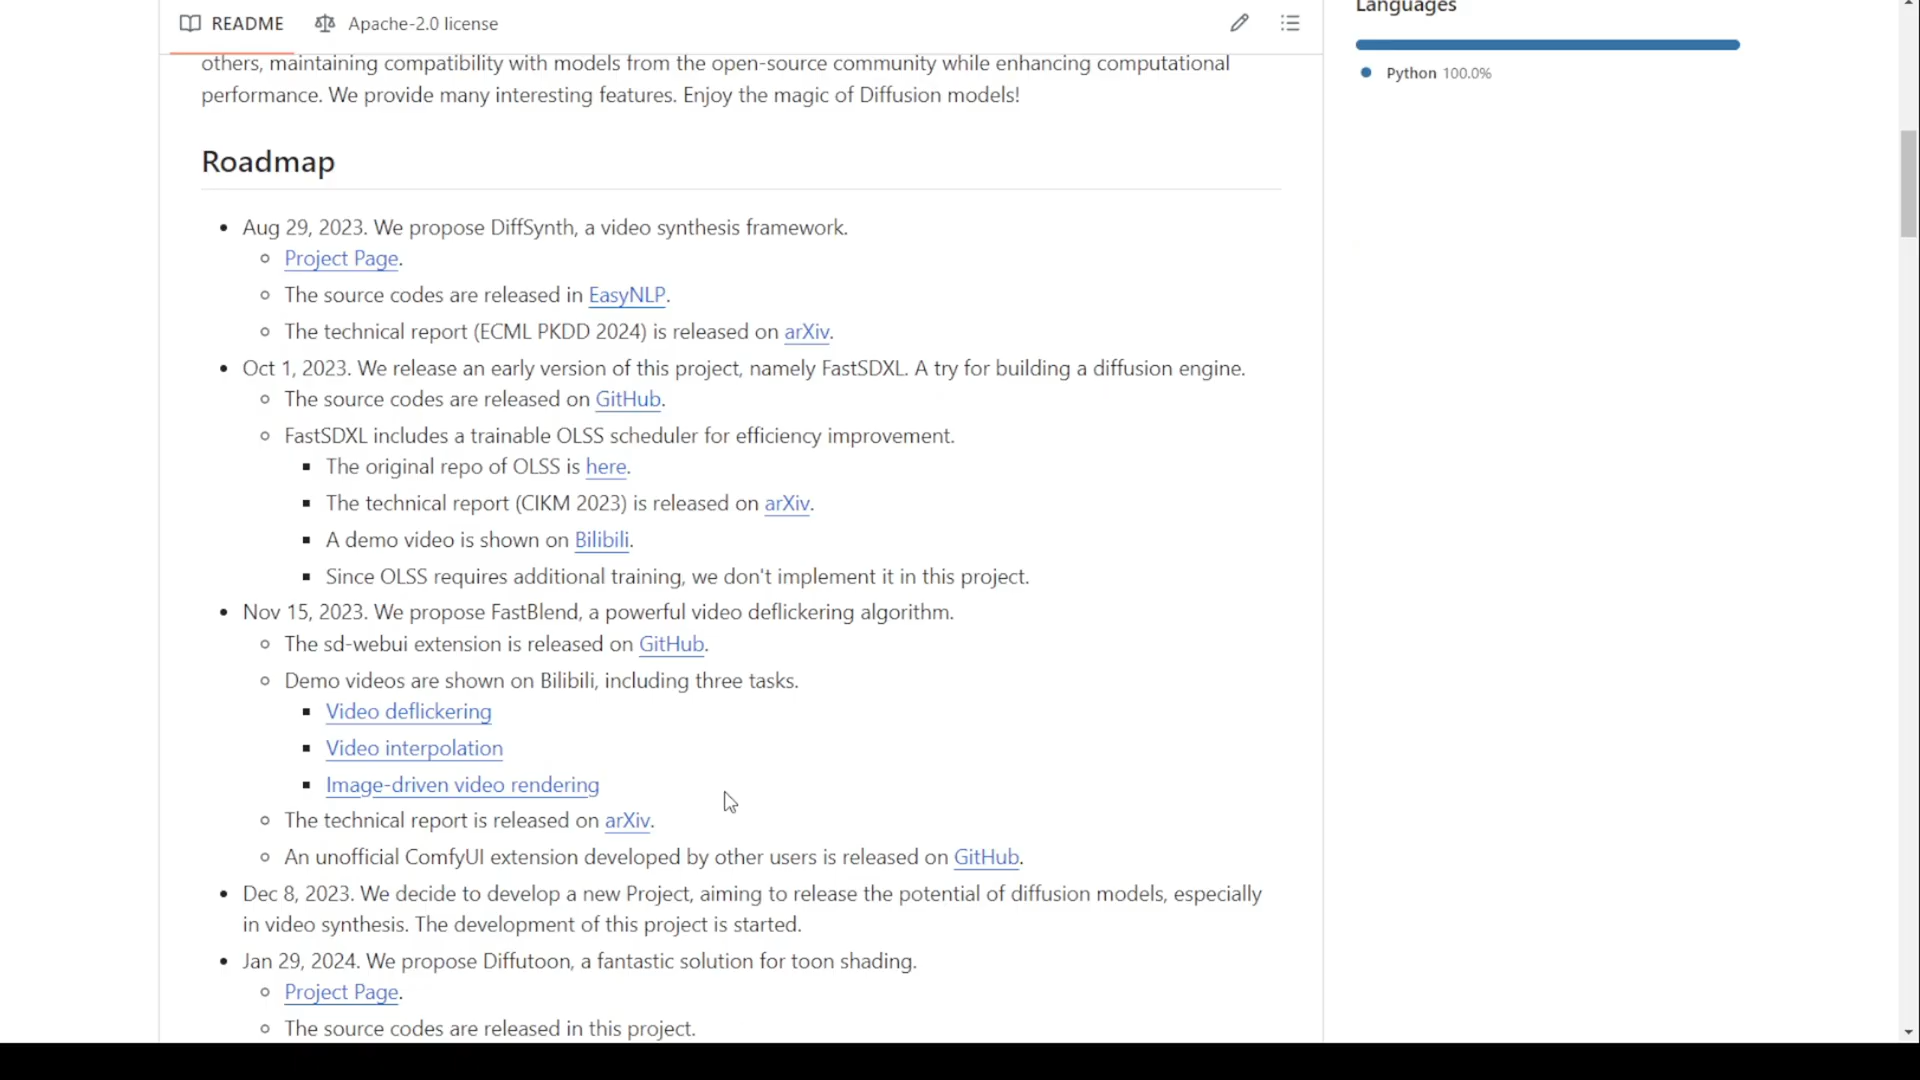 README
Apache-2.0 license
others, maintaining compatibility with models from the open-source community while enhancing computational
performance. We provide many interesting features. Enjoy the magic of Diffusion models!
Roadmap
Aug 29, 2023. We propose DiffSynth, a video synthesis framework.
Project Page.
The source codes are released in EasyNLP.
The technical report (ECML PKDD 2024) is released on arXiv.
Oct 1, 2023. We release an early version of this project, namely FastSDXL. A try for building a diffusion engine.
The source codes are released on GitHub.
FastSDXL includes a trainable OLSS scheduler for efficiency improvement.
The original repo of OLSS is here.
The technical report (CIKM 2023) is released on arXiv.
A demo video is shown on Bilibili.
Since OLSS requires additional training, we don't implement it in this project.
Nov 15, 2023. We propose FastBlend, a powerful video deflickering algorithm.
The sd-webui extension is released on GitHub.
Demo videos are shown on Bilibili, including three tasks.
Video deflickering
Video interpolation
Image-driven video rendering
The technical report is released on arXiv.
An unofficial ComfyUI extension developed by other users is released on GitHub.
Dec 8, 2023. We decide to develop a new Project, aiming to release the potential of diffusion models, especially
in video synthesis. The development of this project is started.
Jan 29, 2024. We propose Diffutoon, a fantastic solution for toon shading.
Project Page.
The source codes are released in this project.
Languages
Python 100.0%